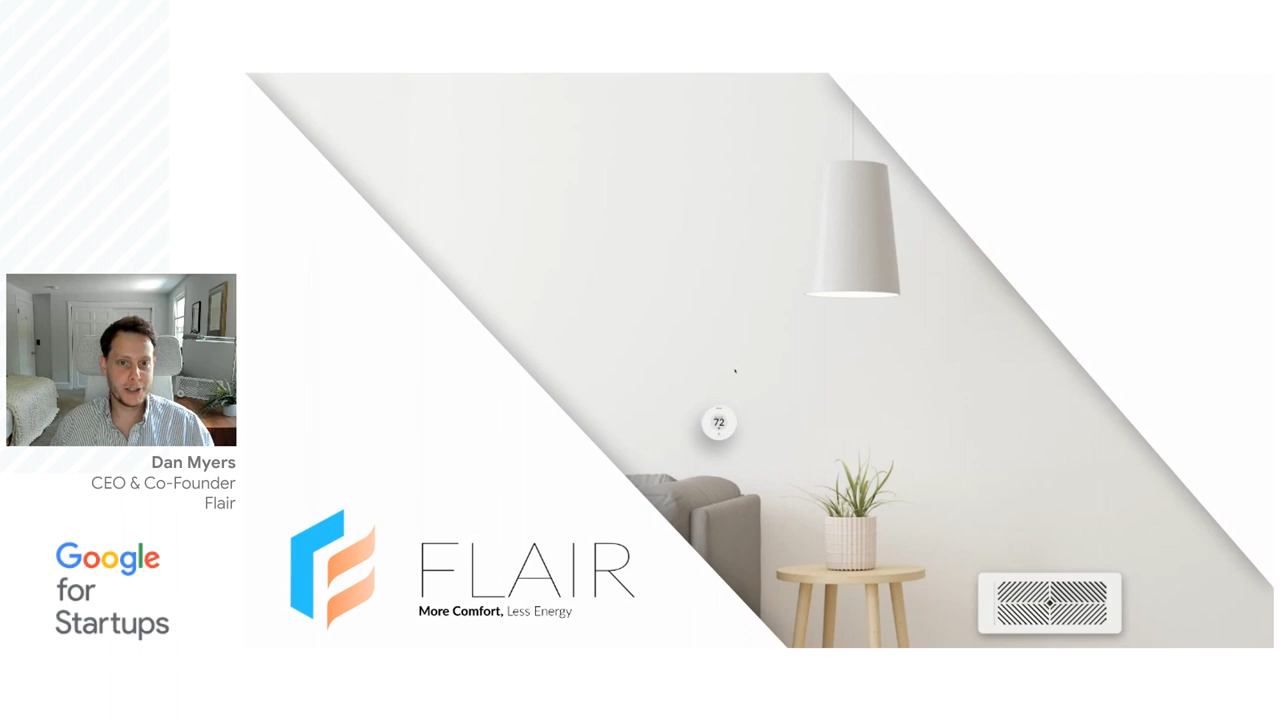 Dan Myers
CEO & Co-Founder
Flair
Google
for
Startups
FLAIR
More Comfort, Less Energy
72